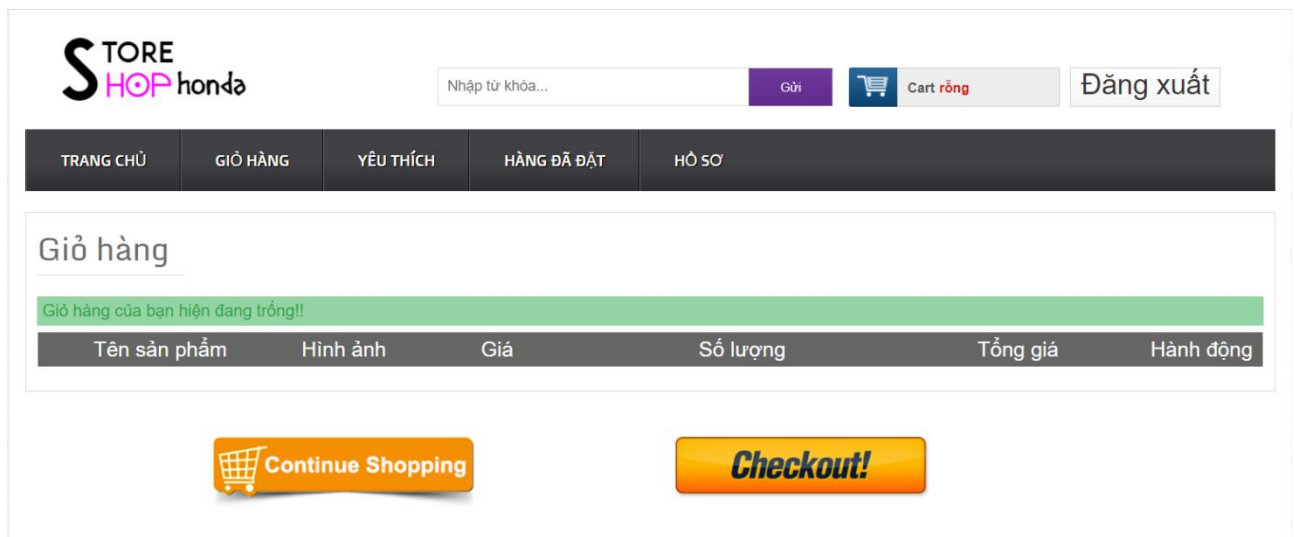 STORE
SHOP honda
Nhập từ khóa... Gửi Cart rỗng Đăng xuất
TRANG CHỦ GIỎ HÀNG YÊU THÍCH HÀNG ĐÃ ĐẶT HỒ SƠ
Giỏ hàng
Giỏ hàng của bạn hiện đang trống!!
Tên sản phẩm Hình ảnh Giá Số lượng Tổng giá Hành động
Continue Shopping Checkout!